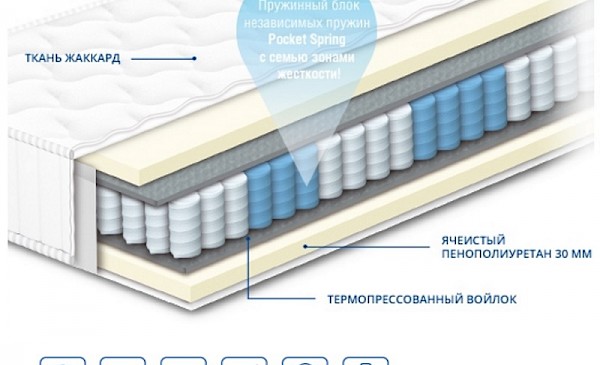 Пружинный блок
независимых пружин
Pocket Spring
с семью зонами
жесткости!
ТКАНЬ ЖАККАРД
ЯЧЕИСТЫЙ
ПЕНОПОЛИУРЕТАН 30 ММ
ТЕРМОПРЕССОВАННЫЙ ВОЙЛОК